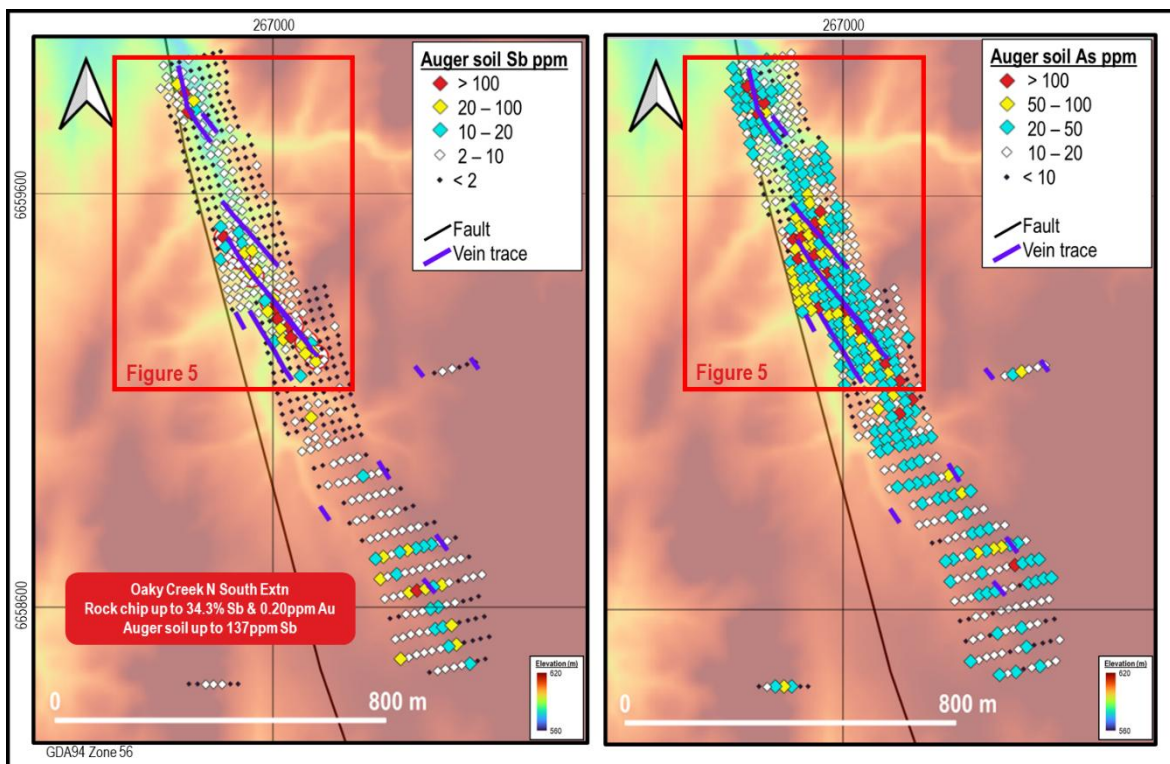 267000
267000
Auger soil Sb ppm
> 100
20 – 100
10 – 20
2 – 10
< 2
Fault
Vein trace
Auger soil As ppm
> 100
50 – 100
20 – 50
10 – 20
< 10
Fault
Vein trace
6659600
Figure 5
Figure 5
6658600
Oaky Creek N South Extn
Rock chip up to 34.3% Sb & 0.20ppm Au
Auger soil up to 137ppm Sb
Elevation (m)
620
560
Elevation (m)
620
560
0
800 m
0
800 m
GDA94 Zone 56